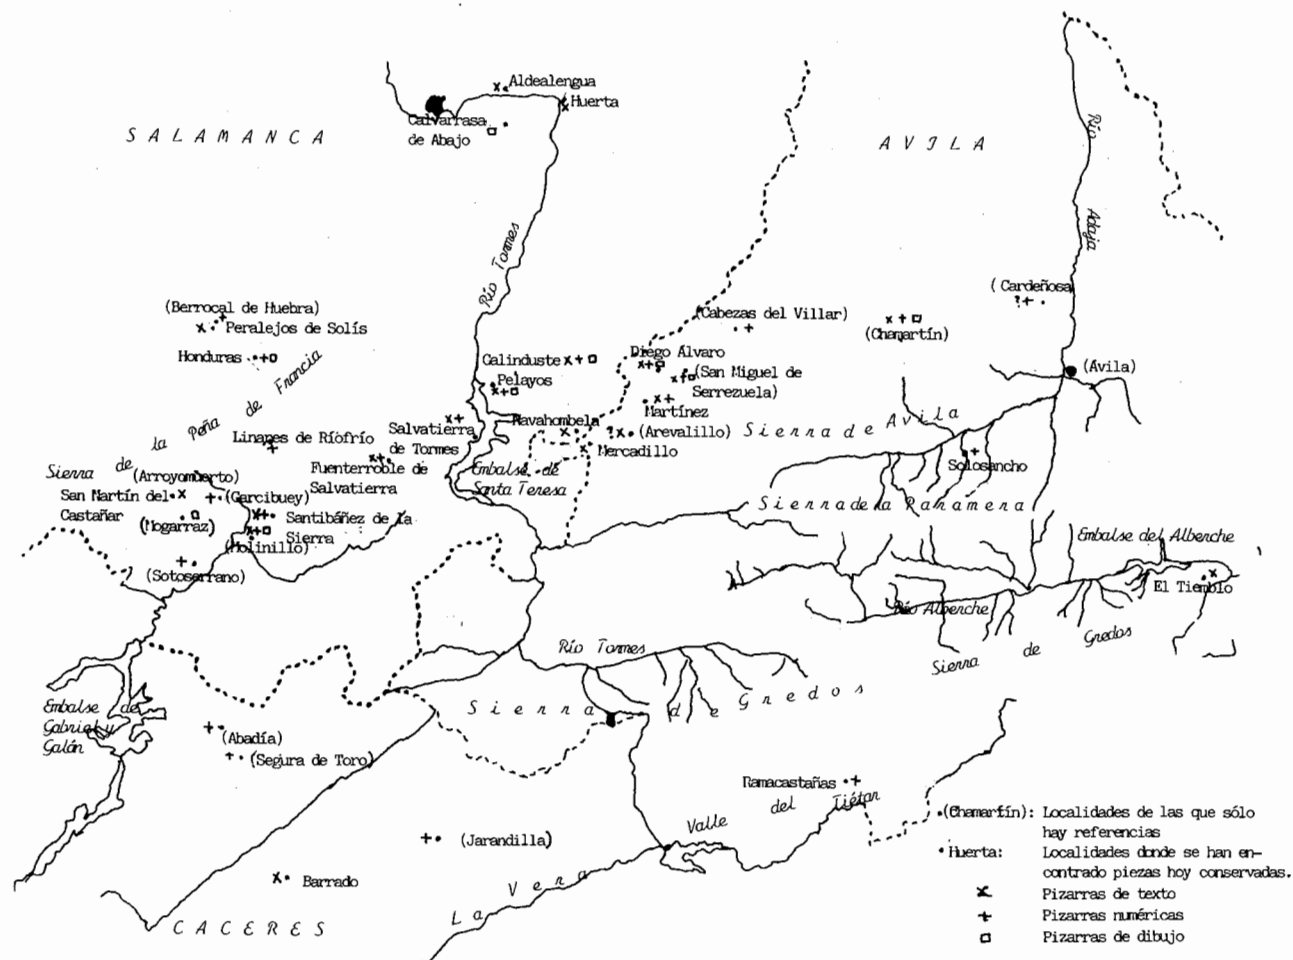 Aldealengua
Huerta
Calvarrasa
de Abajo
SALAMANCA
AVILA
Río
Adaja
Río Tormes
(Berrocal de Huebra)
Peralejos de Solís
Honduras
Sierra de la Peña de Francia
(Cardeñosa)
?
(Cabezas del Villar)
(Chamartín)
Galinduste
Diego Alvaro
Pelayos
(San Miguel de
Serrezuela)
(Avila)
Martínez
Navahombela
? (Arevalillo)
Sierra de Avila
Salvatierra
de Tormes
Mercadillo
Linares de Ríofrío
Solosancho
Fuenterroble de
Salvatierra
Embalse de
Santa Teresa
(Arroyomuerto)
San Martín del
Castañar
(Garcibuey)
(Mogarraz)
Santibáñez de la
Sierra
(Molinillo)
(Sotoserrano)
Sierra de la Paramera
Embalse del Alberche
El Tiemblo
Río Alberche
Sierra de Gredos
Río Tormes
Sierra de Gredos
Embalse de
Gabriel y
Galán
(Abadía)
(Segura de Toro)
Ramacastañas
Valle del Tiétar
(Jarandilla)
Barrado
La Vera
CACERES
(Chamartín): Localidades de las que sólo
hay referencias
Huerta: Localidades donde se han en-
contrado piezas hoy conservadas.
x Pizarras de texto
+ Pizarras numéricas
□ Pizarras de dibujo